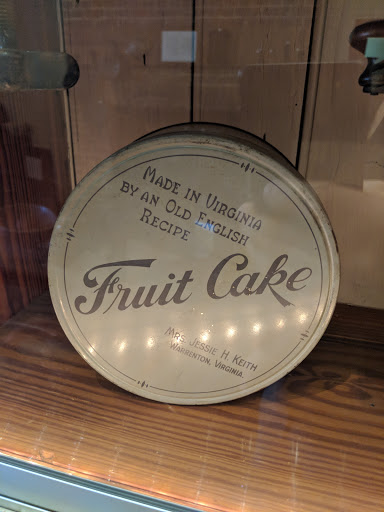 Made in Virginia
by an Old English
Recipe
Fruit Cake
Mrs. Jessie H. Keith
Warrenton, Virginia